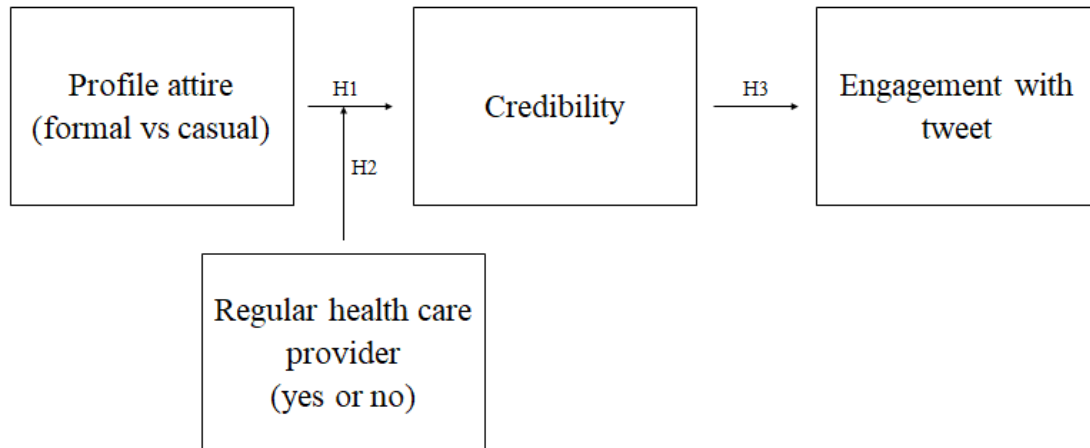 Profile attire
(formal vs casual)
H1
Credibility
H3
Engagement with
tweet
H2
Regular health care
provider
(yes or no)